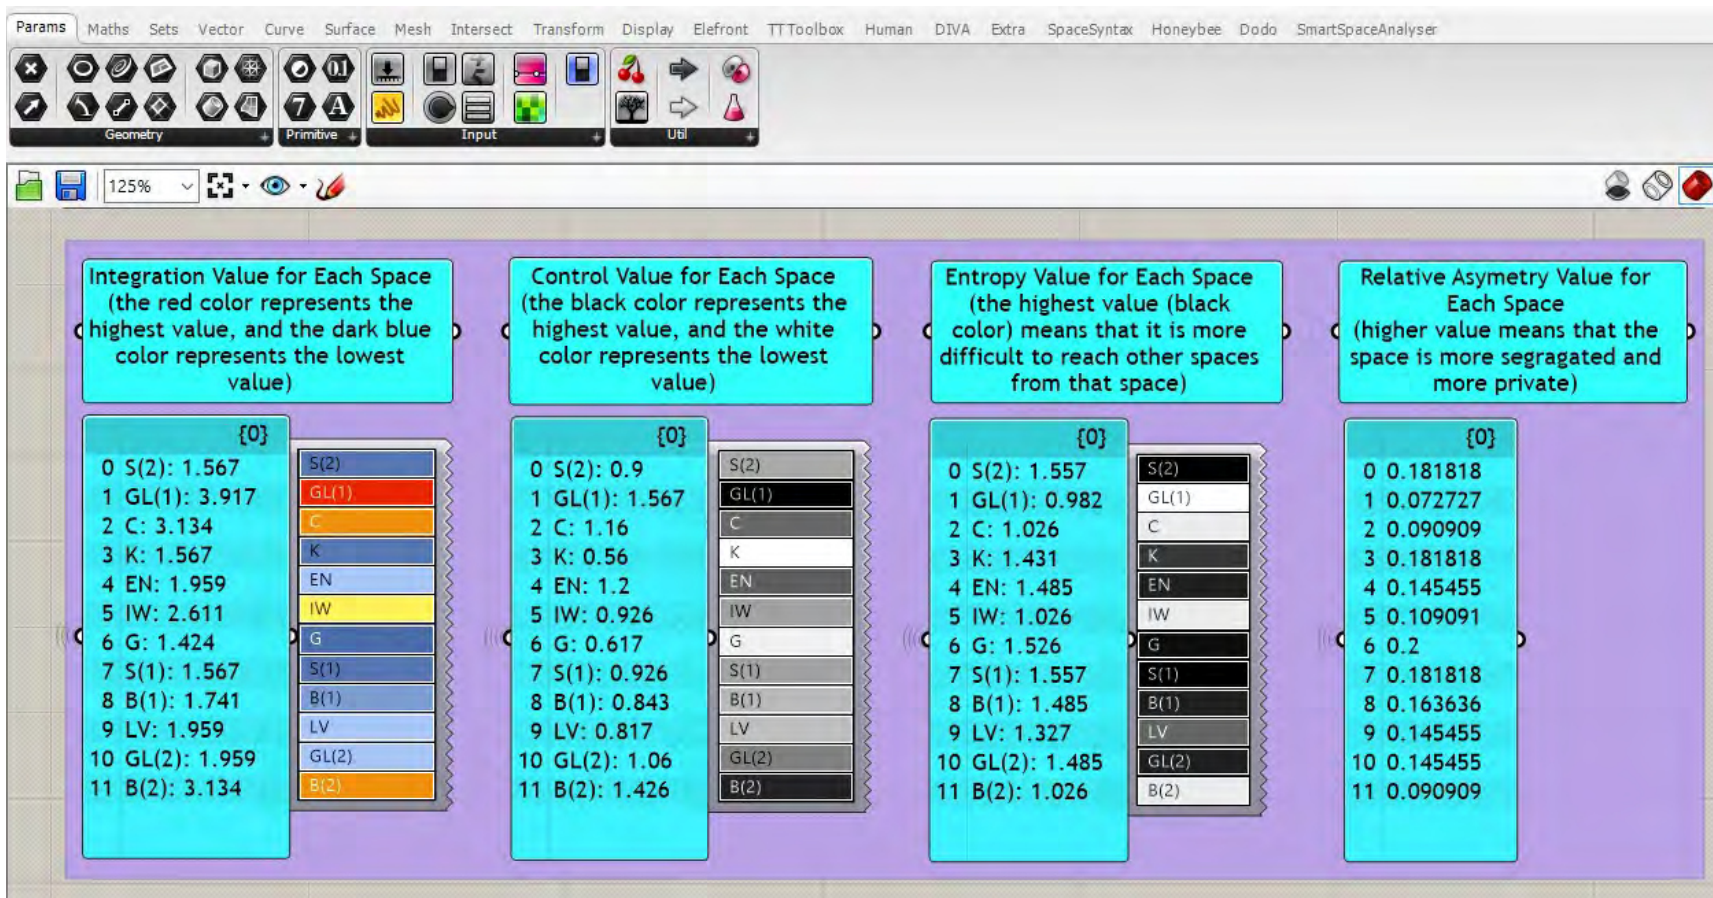 Params Maths Sets Vector Curve Surface Mesh Intersect Transform Display Elefront TTToolbox Human DIVA Extra SpaceSyntax Honeybee Dodo SmartSpaceAnalyser
0.1
7 A
Geometry Primitive Input Util
125%
Integration Value for Each Space
(the red color represents the
highest value, and the dark blue
color represents the lowest
value)
{0}
0 S(2): 1.567
1 GL(1): 3.917
2 C: 3.134
3 K: 1.567
4 EN: 1.959
5 IW: 2.611
6 G: 1.424
7 S(1): 1.567
8 B(1): 1.741
9 LV: 1.959
10 GL(2): 1.959
11 B(2): 3.134
S(2)
GL(1)
C
K
EN
IW
G
S(1)
B(1)
LV
GL(2)
B(2)
Control Value for Each Space
(the black color represents the
highest value, and the white
color represents the lowest
value)
{0}
0 S(2): 0.9
1 GL(1): 1.567
2 C: 1.16
3 K: 0.56
4 EN: 1.2
5 IW: 0.926
6 G: 0.617
7 S(1): 0.926
8 B(1): 0.843
9 LV: 0.817
10 GL(2): 1.06
11 B(2): 1.426
S(2)
GL(1)
C
K
EN
IW
G
S(1)
B(1)
LV
GL(2)
B(2)
Entropy Value for Each Space
(the highest value (black
color) means that it is more
difficult to reach other spaces
from that space)
{0}
0 S(2): 1.557
1 GL(1): 0.982
2 C: 1.026
3 K: 1.431
4 EN: 1.485
5 IW: 1.026
6 G: 1.526
7 S(1): 1.557
8 B(1): 1.485
9 LV: 1.327
10 GL(2): 1.485
11 B(2): 1.026
S(2)
GL(1)
C
K
EN
IW
G
S(1)
B(1)
LV
GL(2)
B(2)
Relative Asymetry Value for
Each Space
(higher value means that the
space is more segragated and
more private)
{0}
0 0.181818
1 0.072727
2 0.090909
3 0.181818
4 0.145455
5 0.109091
6 0.2
7 0.181818
8 0.163636
9 0.145455
10 0.145455
11 0.090909